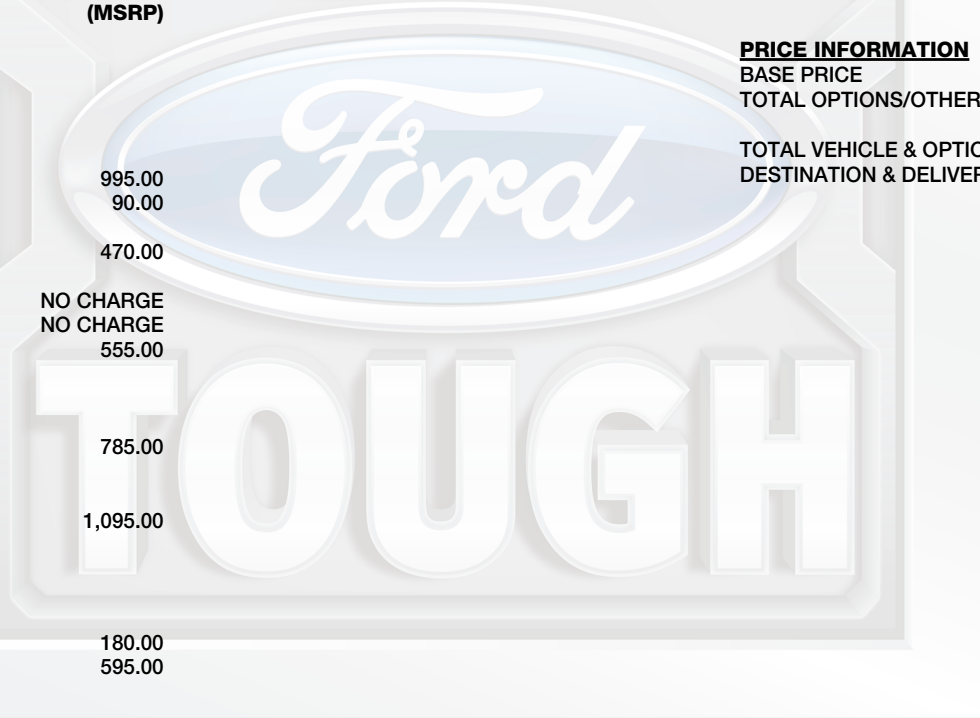 (MSRP)
995.00
90.00
470.00
NO CHARGE
NO CHARGE
555.00
785.00
1,095.00
180.00
595.00
PRICE INFORMATION
BASE PRICE
TOTAL OPTIONS/OTHER
TOTAL VEHICLE & OPTIO
DESTINATION & DELIVER
Ford
TOUGH